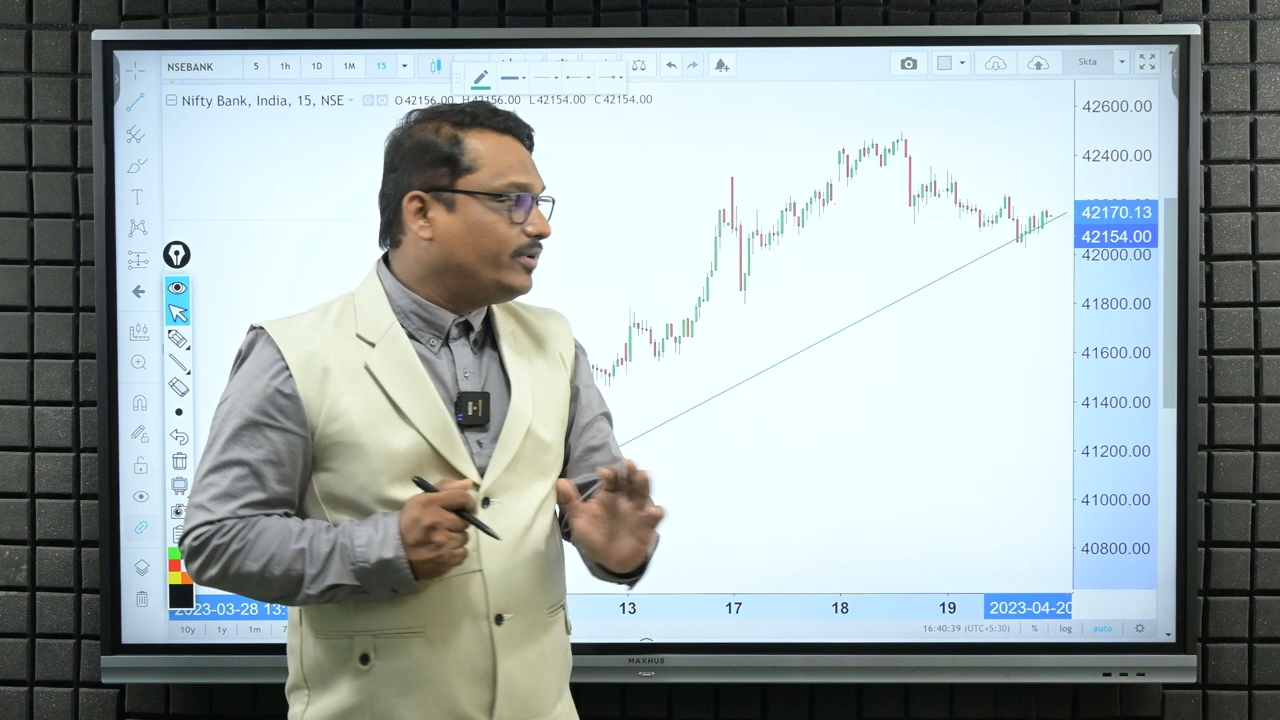 NSEBANK 5 1h 1D 1M 15 Skta
Nifty Bank, India, 15, NSE O42156.00 H42156.00 L42154.00 C42154.00
42600.00
42400.00
42170.13
42154.00
42000.00
41800.00
41600.00
41400.00
41200.00
41000.00
40800.00
2023-03-28 13: 13 17 18 19 2023-04-20
10y 1y 1m 16:40:39 (UTC+5:30) % log auto
MAXHUB